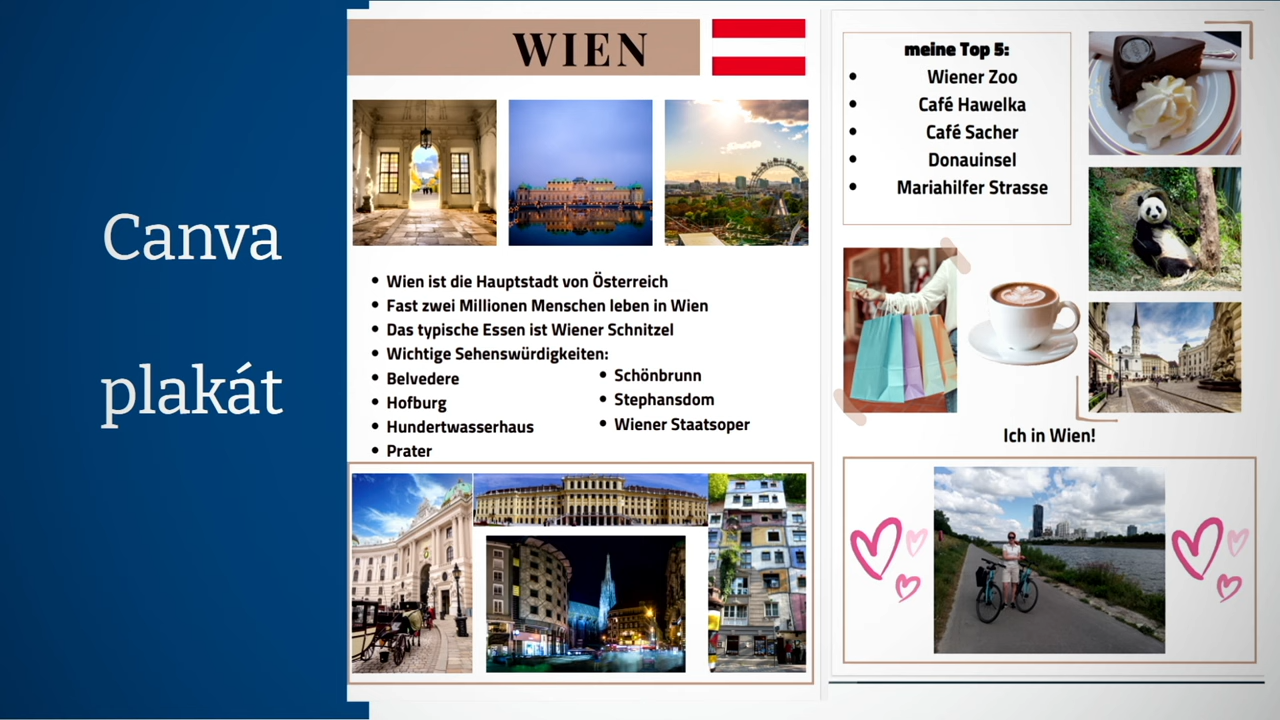 Canva
plakát
WIEN
Wien ist die Hauptstadt von Österreich
Fast zwei Millionen Menschen leben in Wien
Das typische Essen ist Wiener Schnitzel
Wichtige Sehenswürdigkeiten:
Belvedere
Hofburg
Hundertwasserhaus
Prater
Schönbrunn
Stephansdom
Wiener Staatsoper
meine Top 5:
Wiener Zoo
Café Hawelka
Café Sacher
Donauinsel
Mariahilfer Strasse
Ich in Wien!